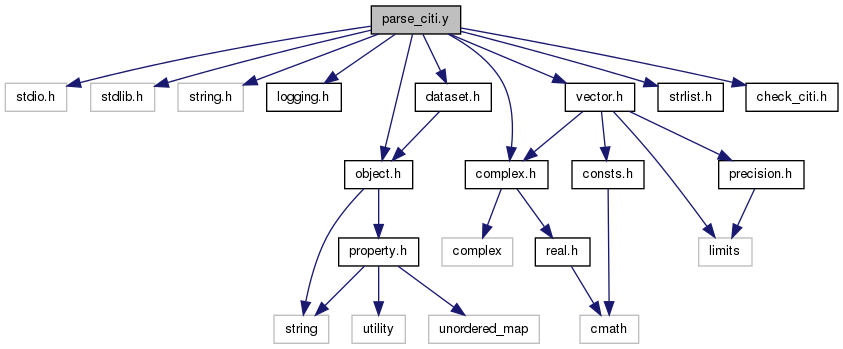 parse_citi.y
stdio.h
stdlib.h
string.h
logging.h
dataset.h
vector.h
strlist.h
check_citi.h
object.h
complex.h
consts.h
precision.h
property.h
complex
real.h
limits
string
utility
unordered_map
cmath